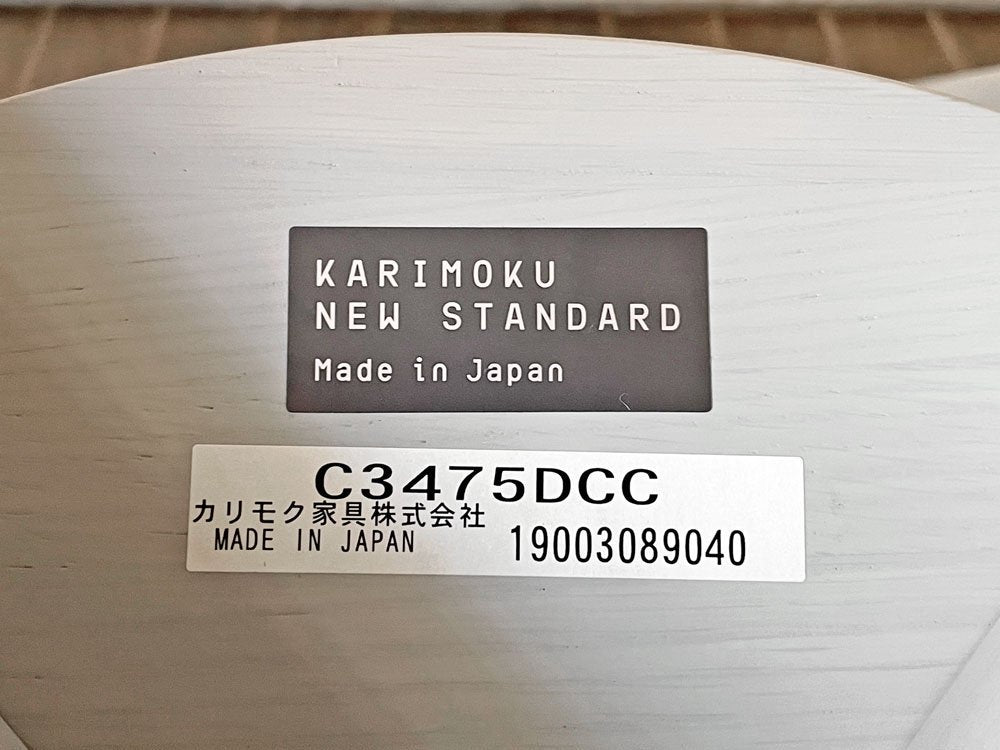 KARIMOKU
NEW STANDARD
Made in Japan
C3475DCC
カリモク家具株式会社
MADE IN JAPAN
19003089040